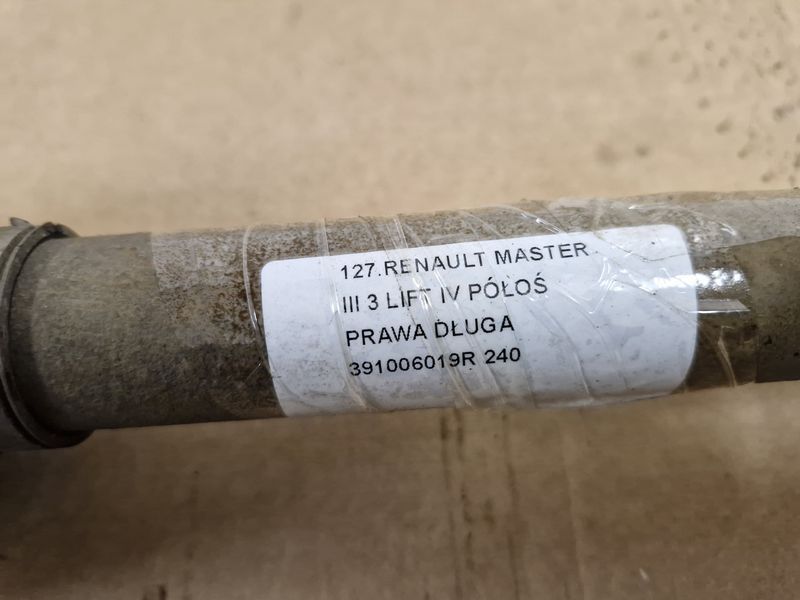 127.RENAULT MASTER
III 3 LIFT IV PÓŁOŚ
PRAWA DŁUGA
391006019R 240